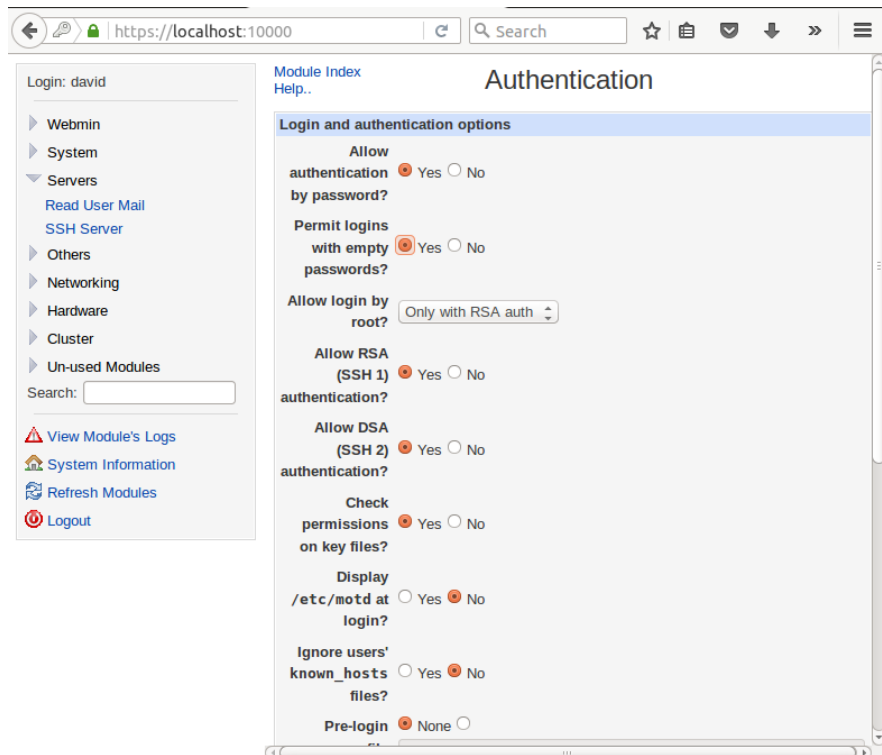 https://localhost:10000
Search
Login: david
Webmin
System
Servers
Read User Mail
SSH Server
Others
Networking
Hardware
Cluster
Un-used Modules
Search:
View Module's Logs
System Information
Refresh Modules
Logout
Module Index
Help..
Authentication
Login and authentication options
Allow
authentication Yes No
by password?
Permit logins
with empty Yes No
passwords?
Allow login by
root? Only with RSA auth
Allow RSA
(SSH 1) Yes No
authentication?
Allow DSA
(SSH 2) Yes No
authentication?
Check
permissions Yes No
on key files?
Display
/etc/motd at Yes No
login?
Ignore users'
known_hosts Yes No
files?
Pre-login None